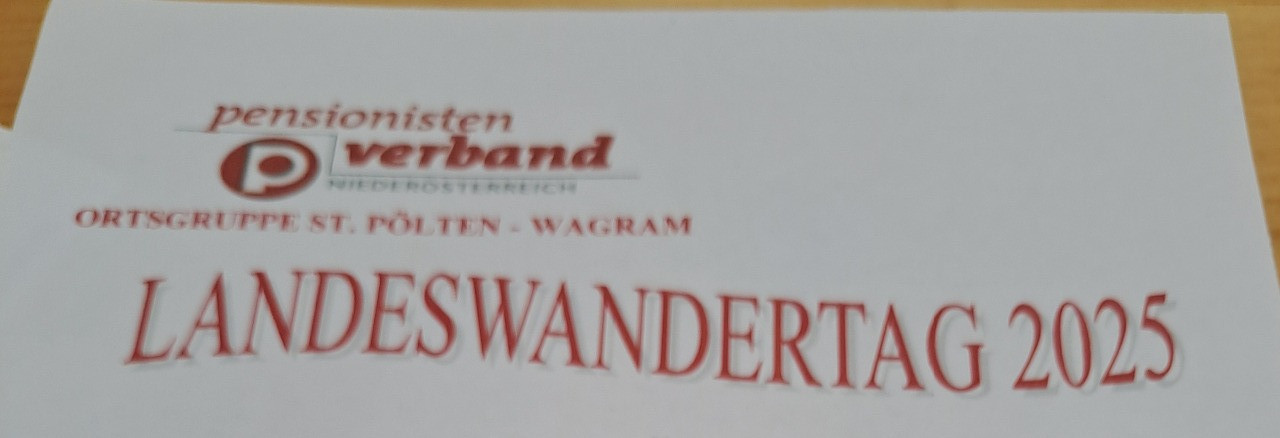 pensionisten
verband
NIEDERÖSTERREICH
ORTSGRUPPE ST. PÖLTEN - WAGRAM
LANDESWANDERTAG 2025